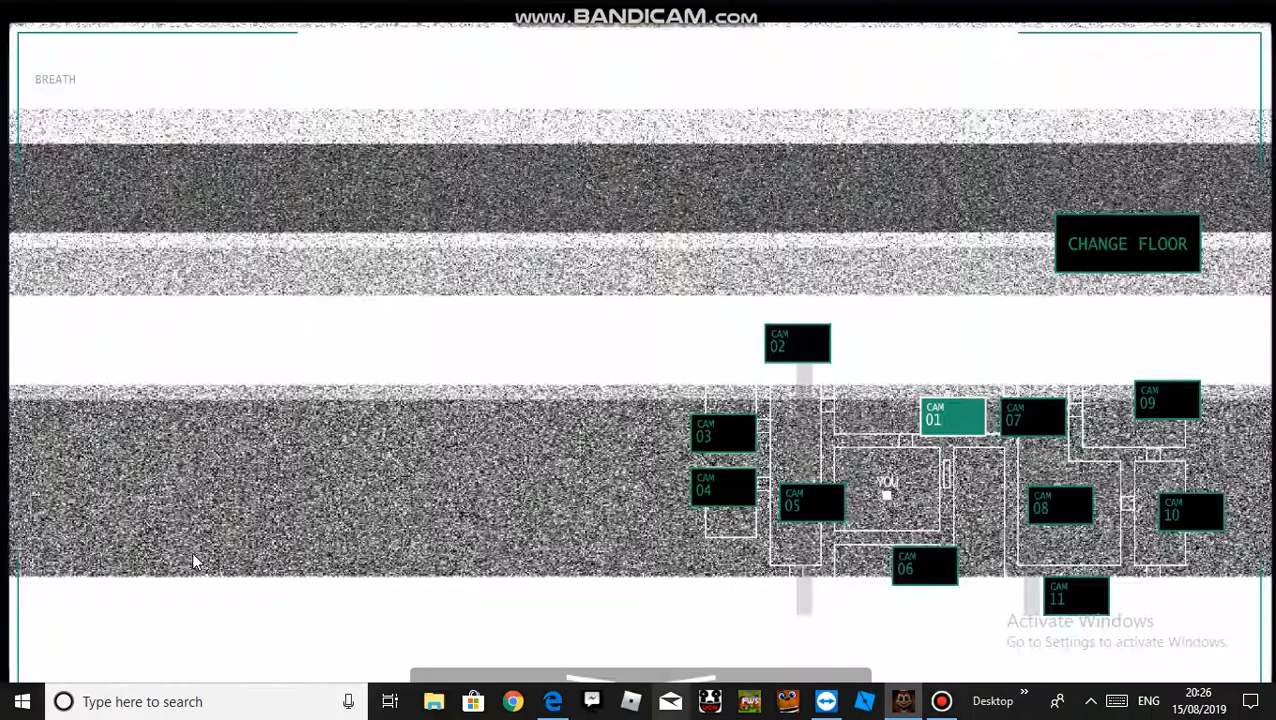 www.BANDICAM.com
BREATH
CHANGE FLOOR
CAM
02
CAM
09
CAM
01
CAM
07
CAM
03
CAM
04
YOU
CAM
05
CAM
08
CAM
10
CAM
06
CAM
11
Activate Windows
Go to Settings to activate Windows.
Type here to search
UCN
FWS
Desktop
ENG
20:26
15/08/2019